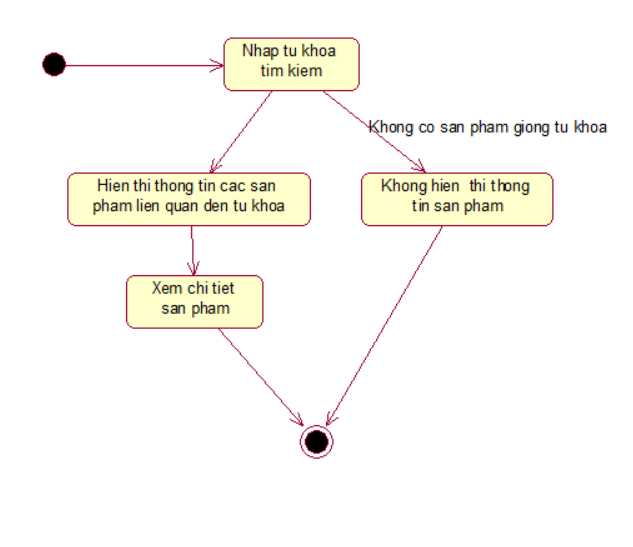 Nhap tu khoa
tim kiem
Khong co san pham giong tu khoa
Hien thi thong tin cac san
pham lien quan den tu khoa
Khong hien thi thong
tin san pham
Xem chi tiet
san pham